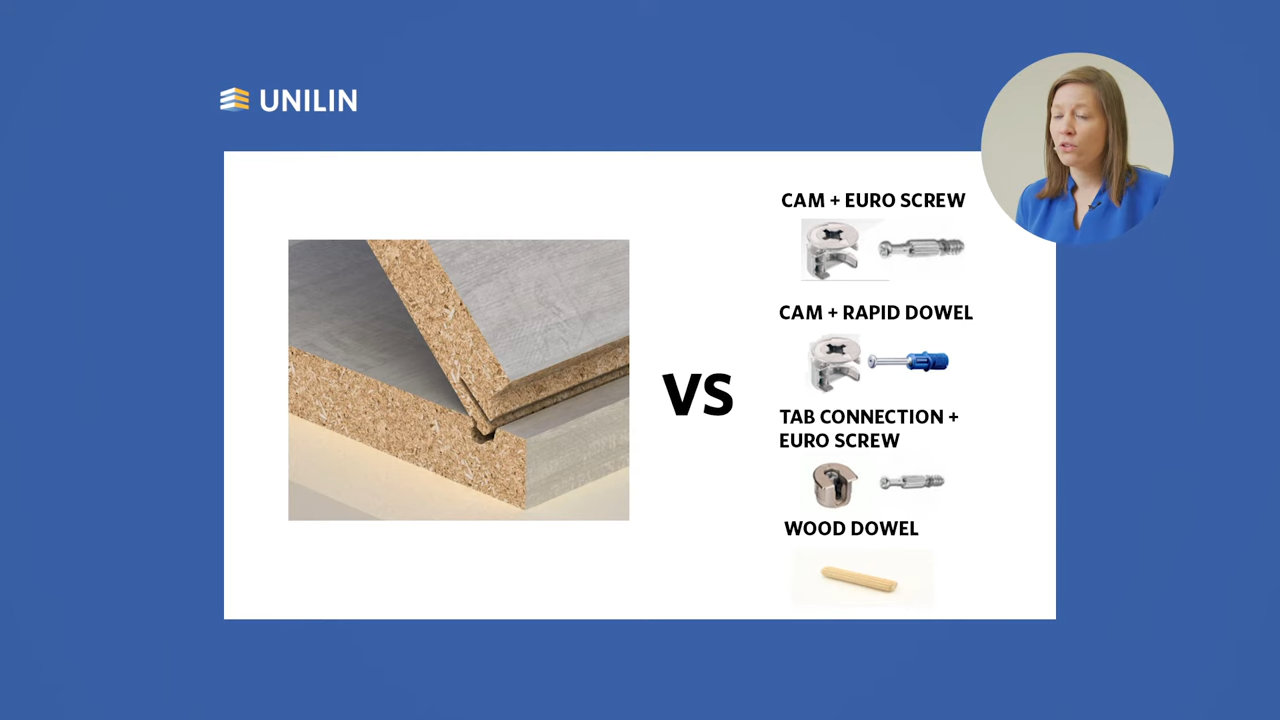 UNILIN
CAM + EURO SCREW
CAM + RAPID DOWEL
VS
TAB CONNECTION +
EURO SCREW
WOOD DOWEL